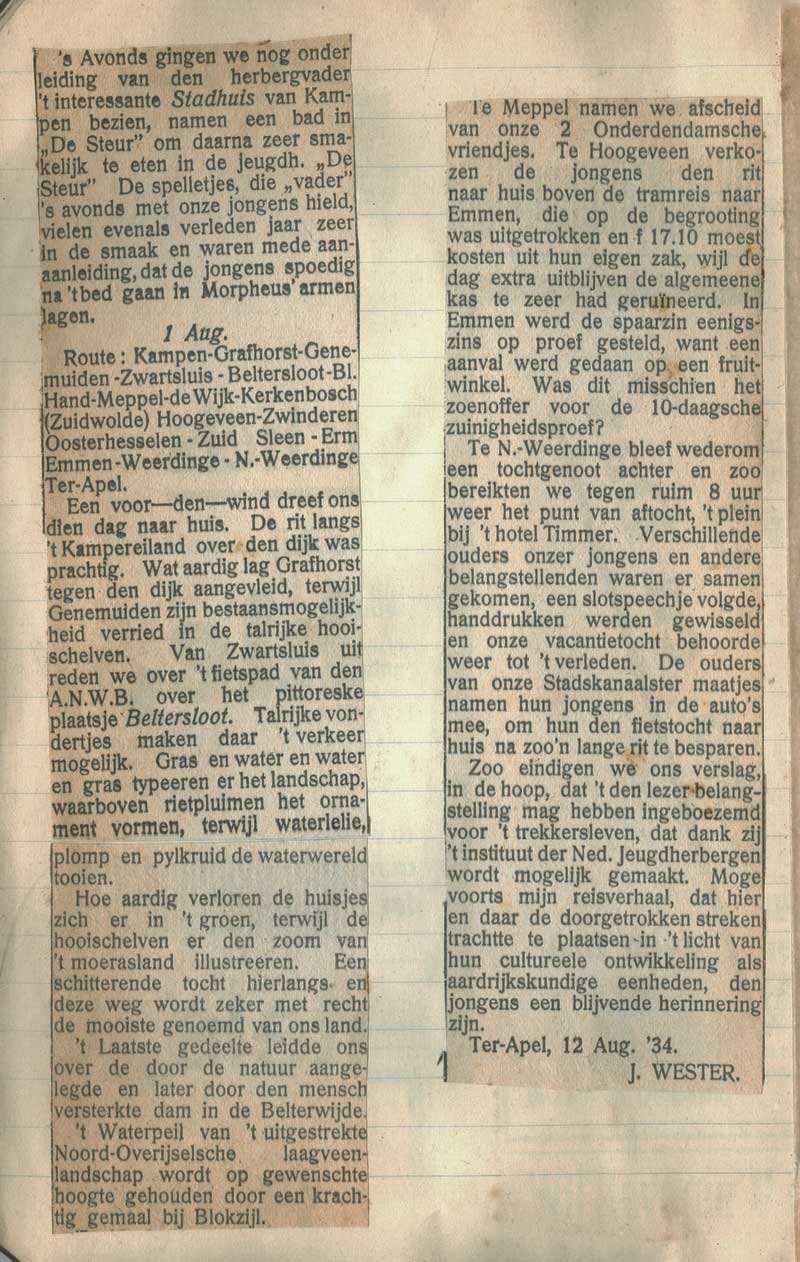 's Avonds gingen we nog onder
leiding van den herbergvader
't interessante Stadhuis van Kam-
pen bezien, namen een bad in
„De Steur” om daarna zeer sma-
kelijk te eten in de jeugdh. „De
Steur” De spelletjes, die „vader”
's avonds met onze jongens hield,
vielen evenals verleden jaar zeer
in de smaak en waren mede aan-
aanleiding, dat de jongens spoedig
na 't bed gaan in Morpheus' armen
lagen.
1 Aug.
Route: Kampen-Grafhorst-Gene-
muiden-Zwartsluis - Beltersloot-Bl.
Hand-Meppel-de Wijk-Kerkenbosch
(Zuidwolde) Hoogeveen-Zwinderen
Oosterhesselen - Zuid Sleen - Erm
Emmen-Weerdinge - N.-Weerdinge
Ter-Apel.
Een voor—den—wind dreef ons
dien dag naar huis. De rit langs
't Kampereiland over den dijk was
prachtig. Wat aardig lag Grafhorst
tegen den dijk aangevleid, terwijl
Genemuiden zijn bestaansmogelijk-
heid verried in de talrijke hooi-
schelven. Van Zwartsluis uit
reden we over 't fietspad van den
A.N.W.B. over het pittoreske
plaatsje Beltersloot. Talrijke von-
dertjes maken daar 't verkeer
mogelijk. Gras en water en water
en gras typeeren er het landschap,
waarboven rietpluimen het orna-
ment vormen, terwijl waterlelie,
plomp en pylkruid de waterwereld
tooien.
Hoe aardig verloren de huisjes
zich er in 't groen, terwijl de
hooischelven er den zoom van
't moerasland illustreeren. Een
schitterende tocht hierlangs en
deze weg wordt zeker met recht
de mooiste genoemd van ons land.
't Laatste gedeelte leidde ons
over de door de natuur aange-
legde en later door den mensch
versterkte dam in de Belterwijde.
't Waterpeil van 't uitgestrekte
Noord-Overijselsche laagveen-
landschap wordt op gewenschte
hoogte gehouden door een krach-
tig gemaal bij Blokzijl.
Te Meppel namen we afscheid
van onze 2 Onderdendamsche
vriendjes. Te Hoogeveen verko-
zen de jongens den rit
naar huis boven de tramreis naar
Emmen, die op de begrooting
was uitgetrokken en f 17.10 moest
kosten uit hun eigen zak, wijl de
dag extra uitblijven de algemeene
kas te zeer had geruïneerd. In
Emmen werd de spaarzin eenigs-
zins op proef gesteld, want een
aanval werd gedaan op een fruit-
winkel. Was dit misschien het
zoenoffer voor de 10-daagsche
zuinigheidsproef?
Te N.-Weerdinge bleef wederom
een tochtgenoot achter en zoo
bereikten we tegen ruim 8 uur
weer het punt van aftocht, 't plein
bij 't hotel Timmer. Verschillende
ouders onzer jongens en andere
belangstellenden waren er samen
gekomen, een slotspeechje volgde,
handdrukken werden gewisseld
en onze vacantietocht behoorde
weer tot 't verleden. De ouders
van onze Stadskanaalster maatjes
namen hun jongens in de auto's
mee, om hun den fietstocht naar
huis na zoo'n lange rit te besparen.
Zoo eindigen we ons verslag,
in de hoop, dat 't den lezer belang-
stelling mag hebben ingeboezemd
voor 't trekkersleven, dat dank zij
't instituut der Ned. Jeugdherbergen
wordt mogelijk gemaakt. Moge
voorts mijn reisverhaal, dat hier
en daar de doorgetrokken streken
trachtte te plaatsen in 't licht van
hun cultureele ontwikkeling als
aardrijkskundige eenheden, den
jongens een blijvende herinnering
zijn.
Ter-Apel, 12 Aug. '34.
J. WESTER.